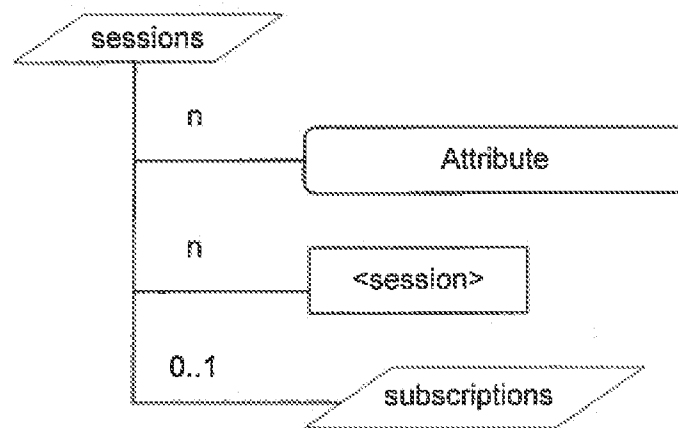 sessions
n
Attribute
n
<session>
0..1
subscriptions